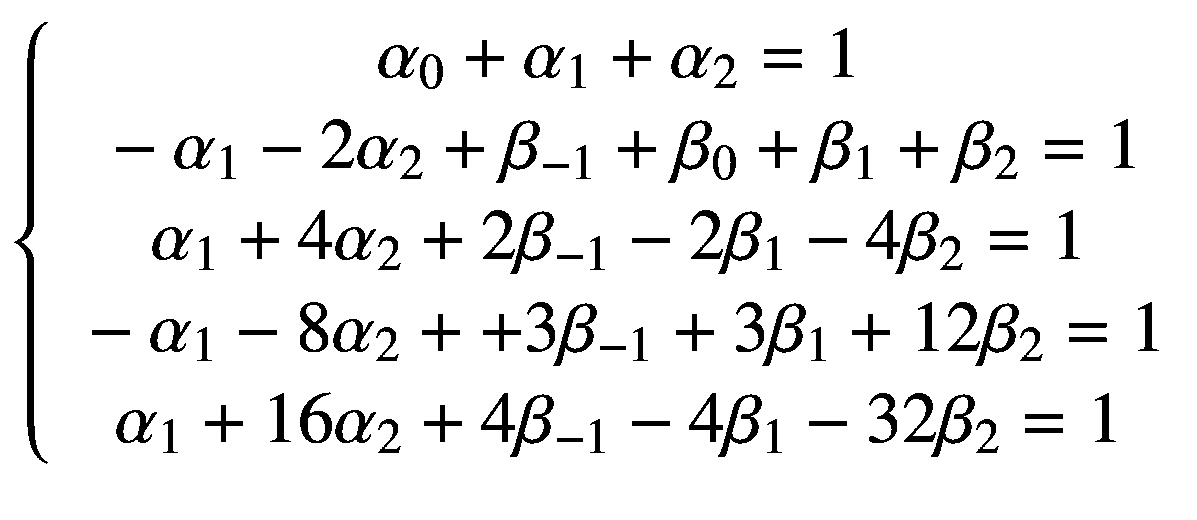 α₀ + α₁ + α₂ = 1
− α₁ − 2α₂ + β₋₁ + β₀ + β₁ + β₂ = 1
α₁ + 4α₂ + 2β₋₁ − 2β₁ − 4β₂ = 1
− α₁ − 8α₂ + +3β₋₁ + 3β₁ + 12β₂ = 1
α₁ + 16α₂ + 4β₋₁ − 4β₁ − 32β₂ = 1